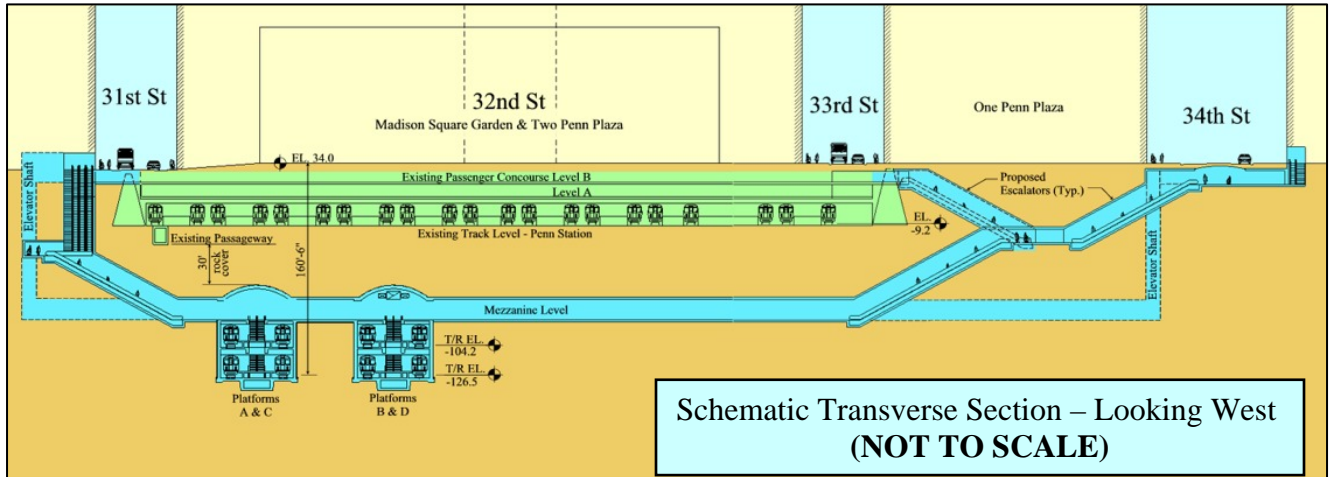 31st St
32nd St
Madison Square Garden & Two Penn Plaza
33rd St
One Penn Plaza
34th St
EL. 34.0
Existing Passenger Concourse Level B
Level A
Proposed
Escalators (Typ.)
Elevator Shaft
EL.
-9.2
Existing Track Level - Penn Station
Existing Passageway
30'
rock
cover
160'-6"
Elevator Shaft
Mezzanine Level
T/R EL.
-104.2
T/R EL.
-126.5
Platforms
A & C
Platforms
B & D
Schematic Transverse Section – Looking West
(NOT TO SCALE)